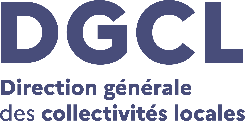 DGCL
Direction générale
des collectivités locales